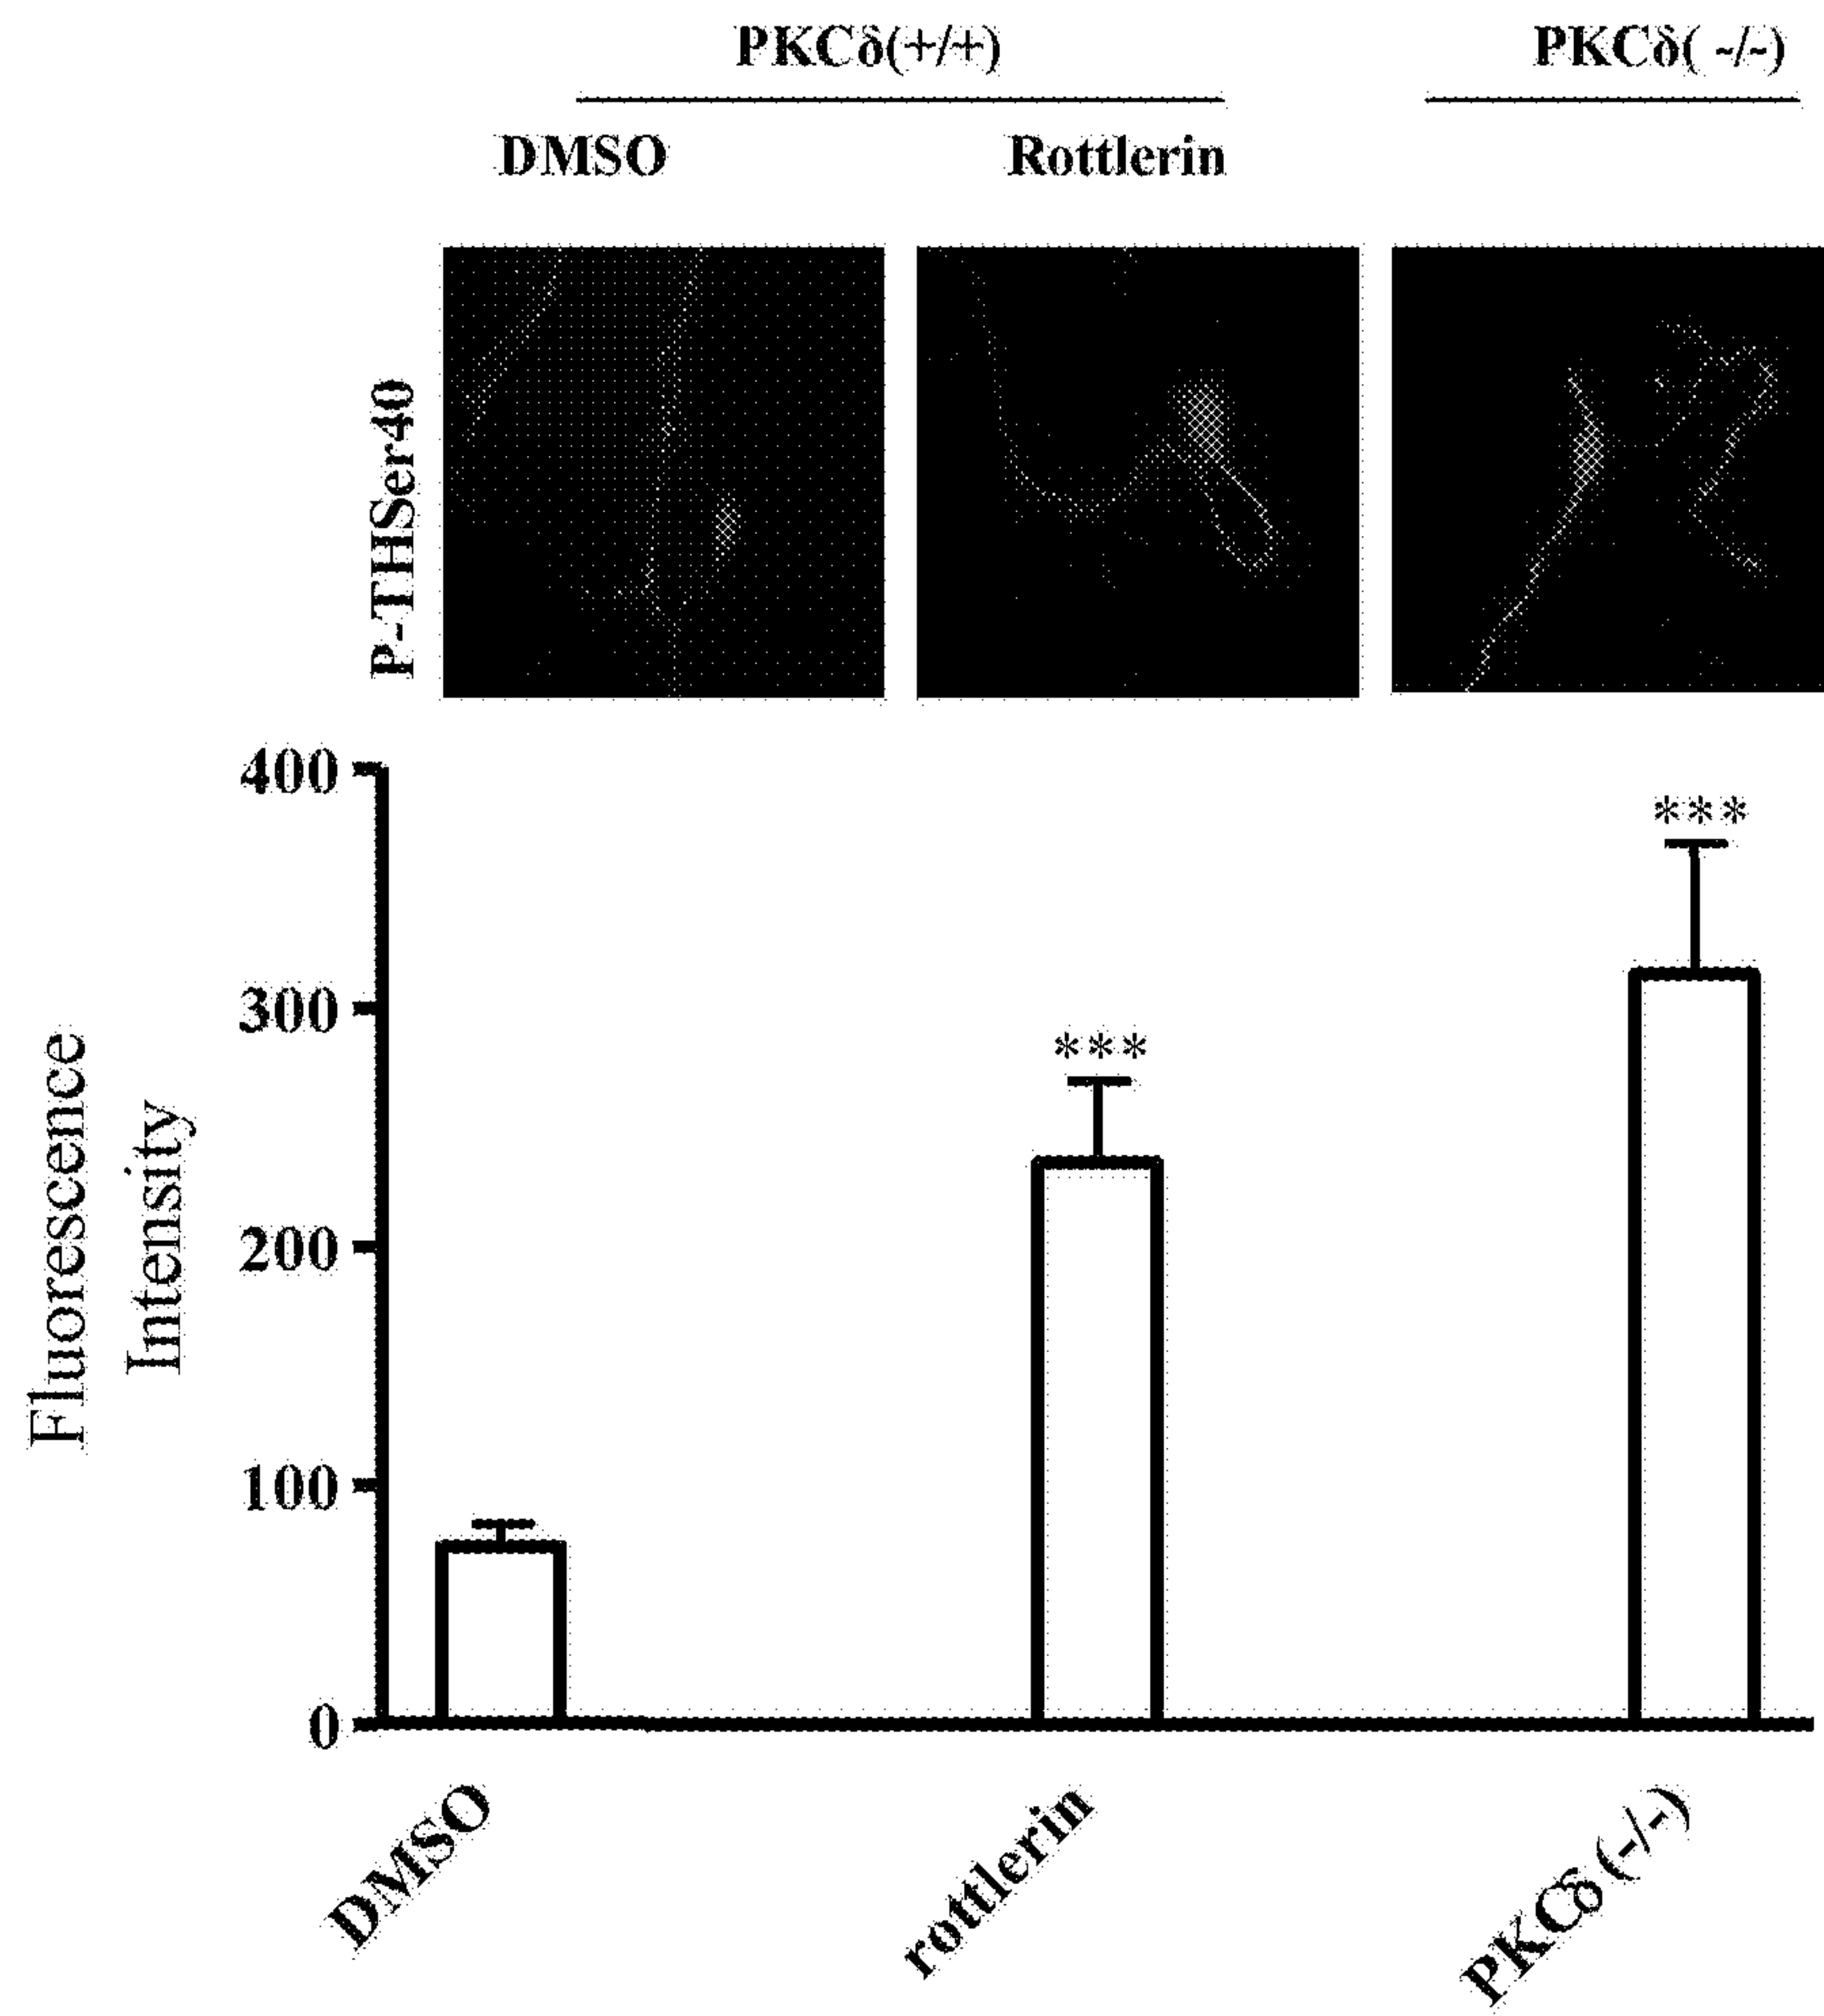 PKCδ(+/+) PKCδ( -/-)
DMSO Rottlerin
P-THSer40
400
***
300
***
200
100
0
Fluorescence
Intensity
DMSO rottlerin PKCδ (-/-)